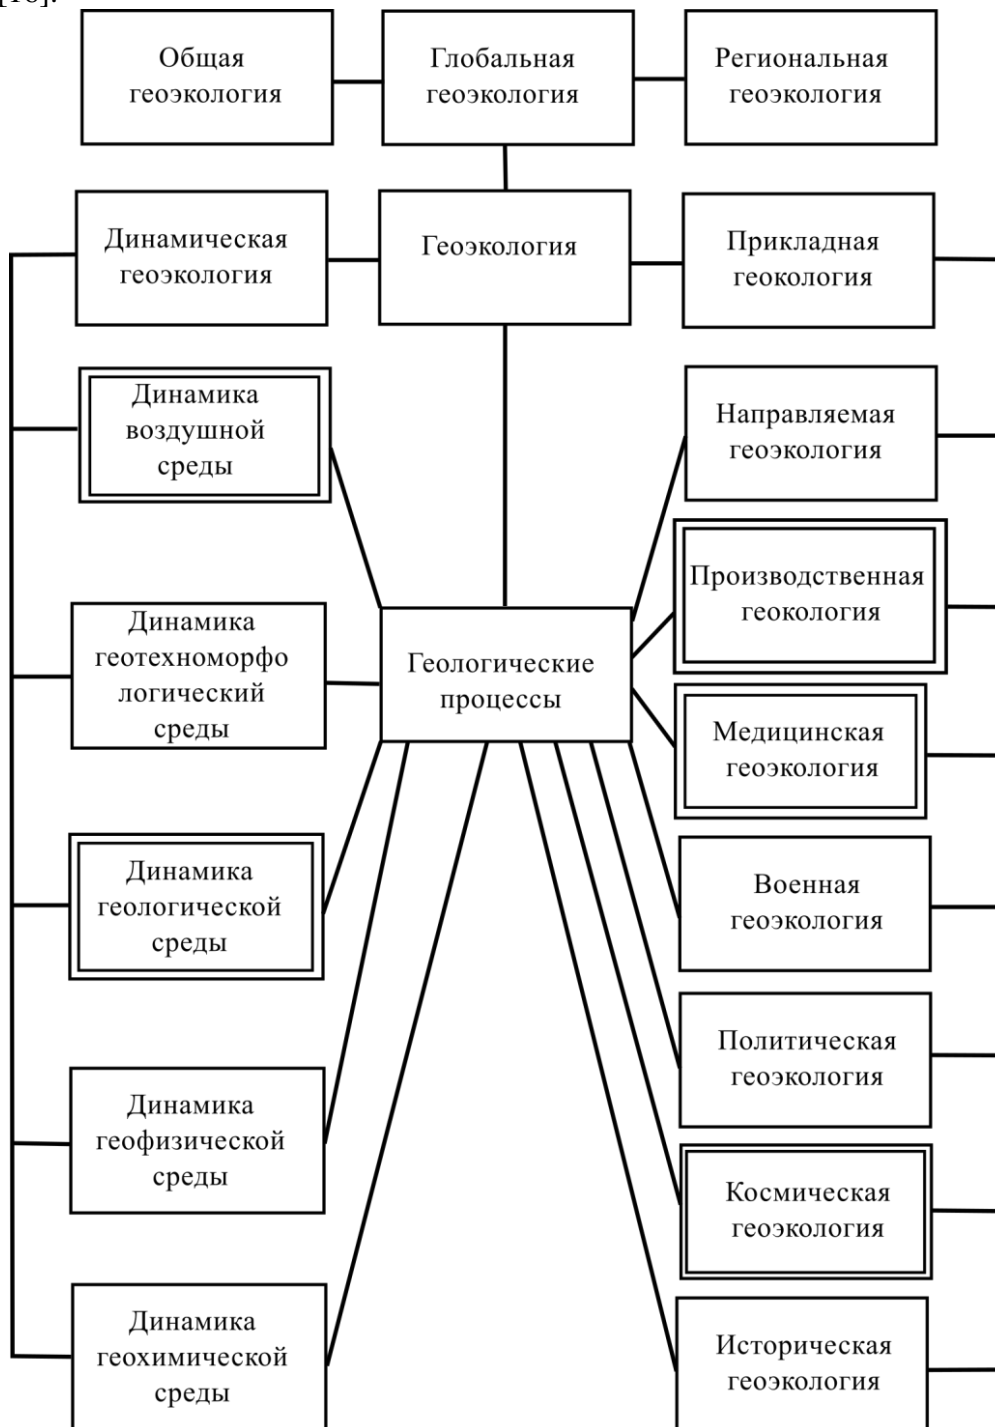 [16].
Общая
геоэкология
Глобальная
геоэкология
Региональная
геоэкология
Динамическая
геоэкология
Геоэкология
Прикладная
геокология
Динамика
воздушной
среды
Направляемая
геоэкология
Производственная
геокология
Динамика
геотехноморфо
логический
среды
Геологические
процессы
Медицинская
геоэкология
Динамика
геологической
среды
Военная
геоэкология
Политическая
геоэкология
Динамика
геофизической
среды
Космическая
геоэкология
Динамика
геохимической
среды
Историческая
геоэкология